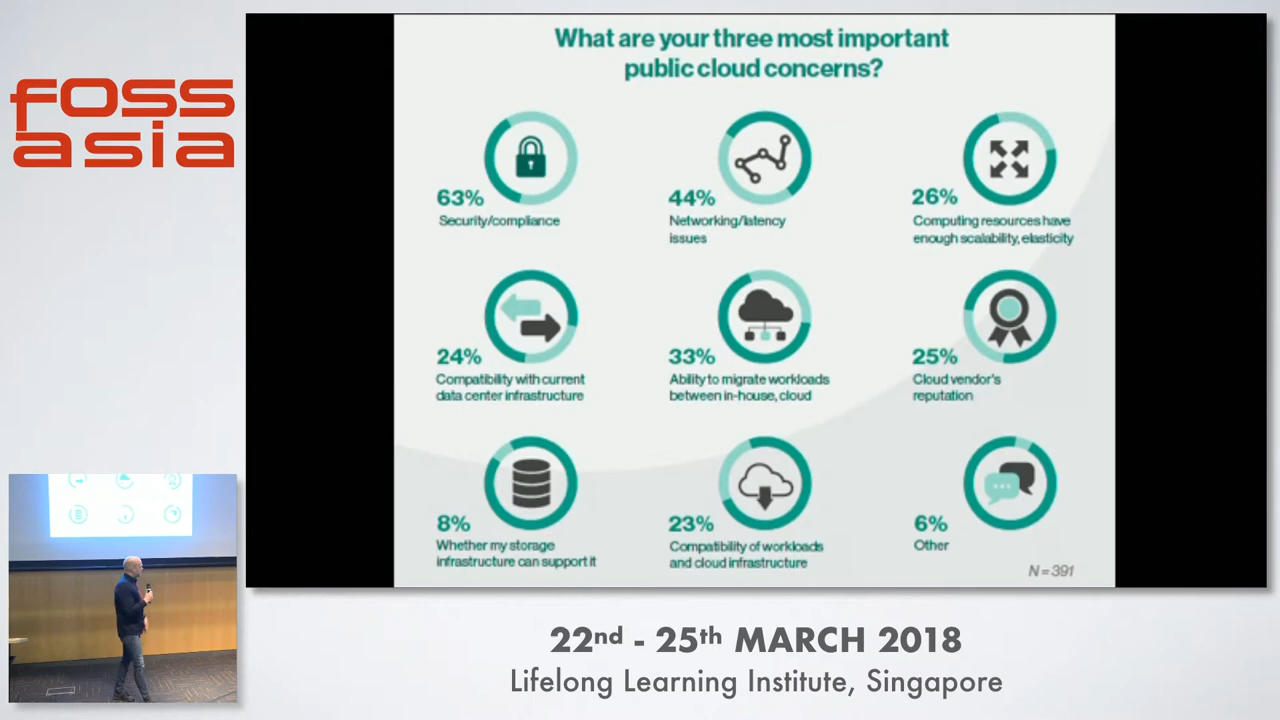 foss
asia
What are your three most important
public cloud concerns?
63%
Security/compliance
44%
Networking/latency
issues
26%
Computing resources have
enough scalability, elasticity
24%
Compatibility with current
data center infrastructure
33%
Ability to migrate workloads
between in-house, cloud
25%
Cloud vendor's
reputation
8%
Whether my storage
infrastructure can support it
23%
Compatibility of workloads
and cloud infrastructure
6%
Other
N=391
22nd - 25th MARCH 2018
Lifelong Learning Institute, Singapore